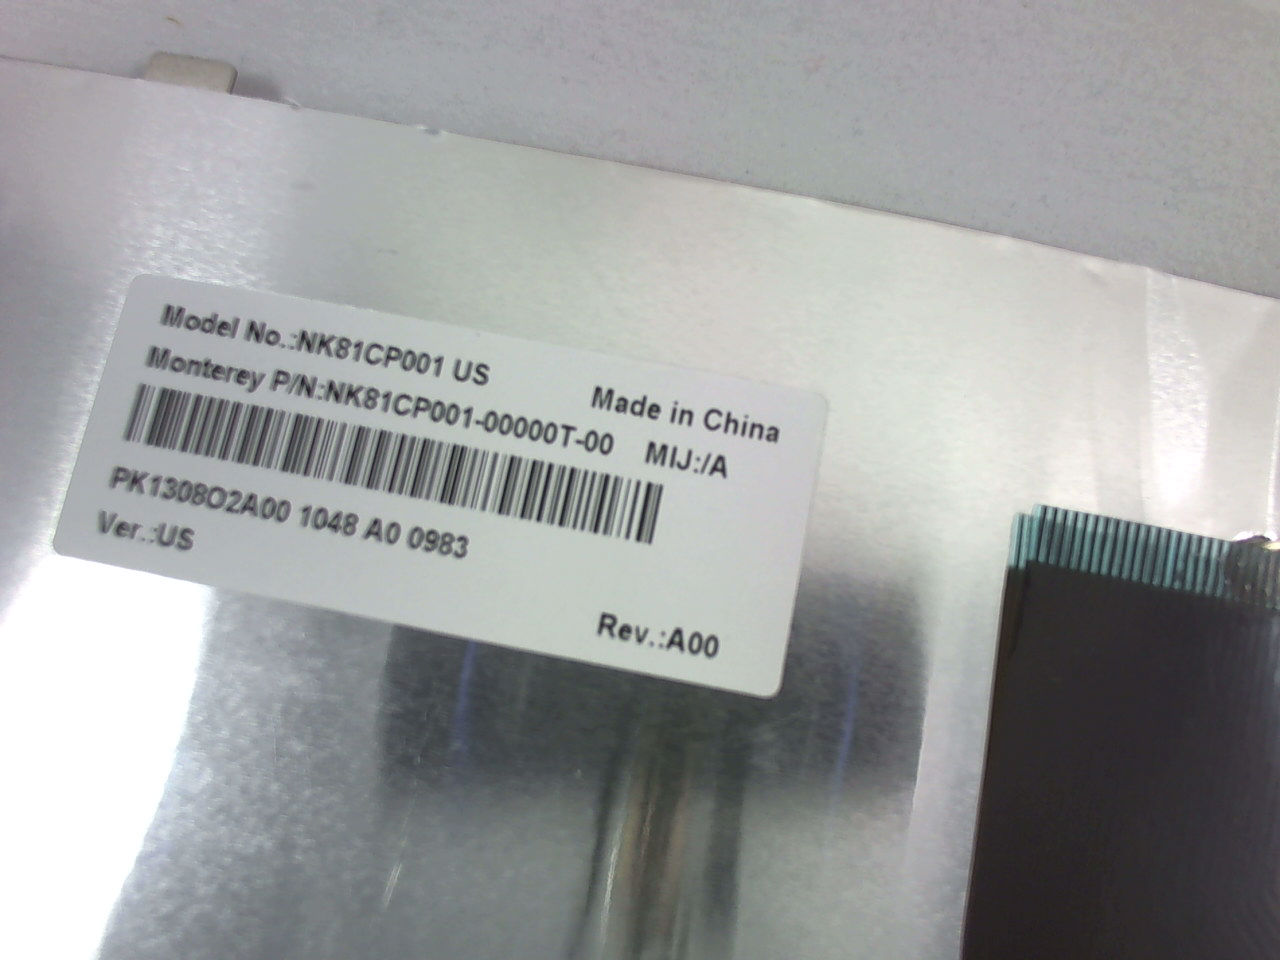 Model No.:NK81CP001 US
Made in China
Monterey P/N:NK81CP001-00000T-00 MIJ:/A
PK1308O2A00 1048 A0 0983
Ver.:US
Rev.:A00